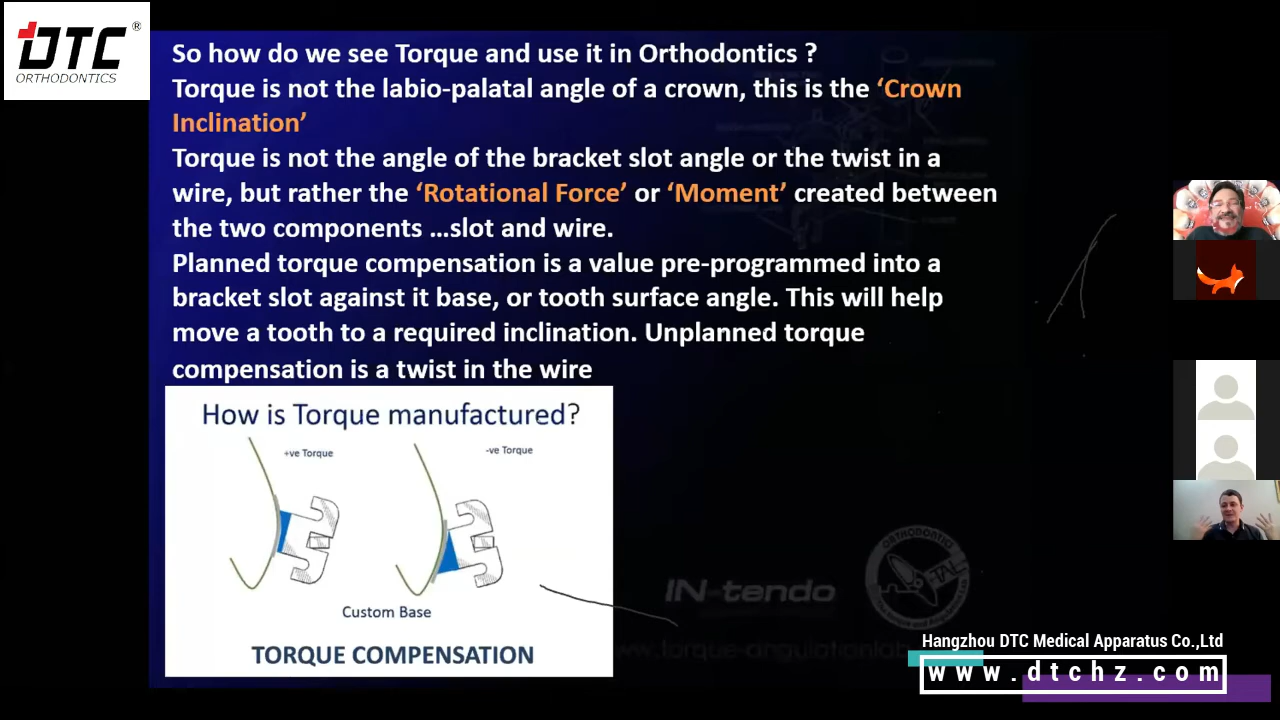 DTC®
ORTHODONTICS
So how do we see Torque and use it in Orthodontics ?
Torque is not the labio-palatal angle of a crown, this is the 'Crown
Inclination'
Torque is not the angle of the bracket slot angle or the twist in a
wire, but rather the 'Rotational Force' or 'Moment' created between
the two components ...slot and wire.
Planned torque compensation is a value pre-programmed into a
bracket slot against it base, or tooth surface angle. This will help
move a tooth to a required inclination. Unplanned torque
compensation is a twist in the wire
How is Torque manufactured?
+ve Torque
-ve Torque
Custom Base
TORQUE COMPENSATION
IN-tendo
ORTHODONTICS
TAL
www.torque-angulationlab
Hangzhou DTC Medical Apparatus Co.,Ltd
www.dtchz.com